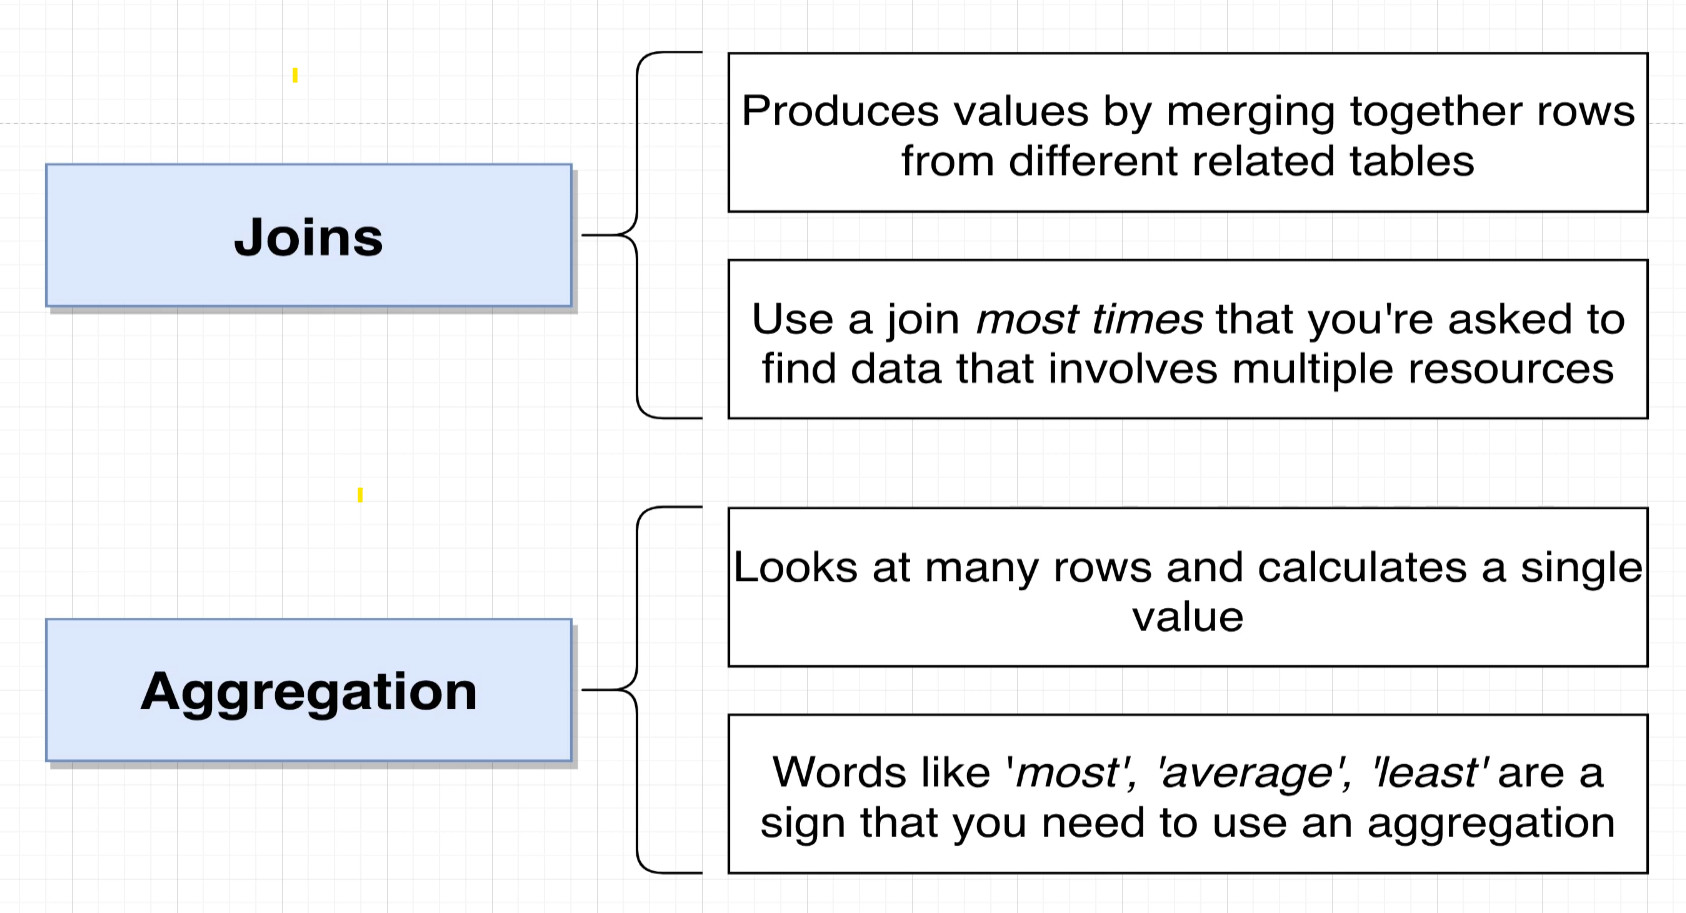 Joins
Produces values by merging together rows
from different related tables
Use a join most times that you're asked to
find data that involves multiple resources
Aggregation
Looks at many rows and calculates a single
value
Words like 'most', 'average', 'least' are a
sign that you need to use an aggregation